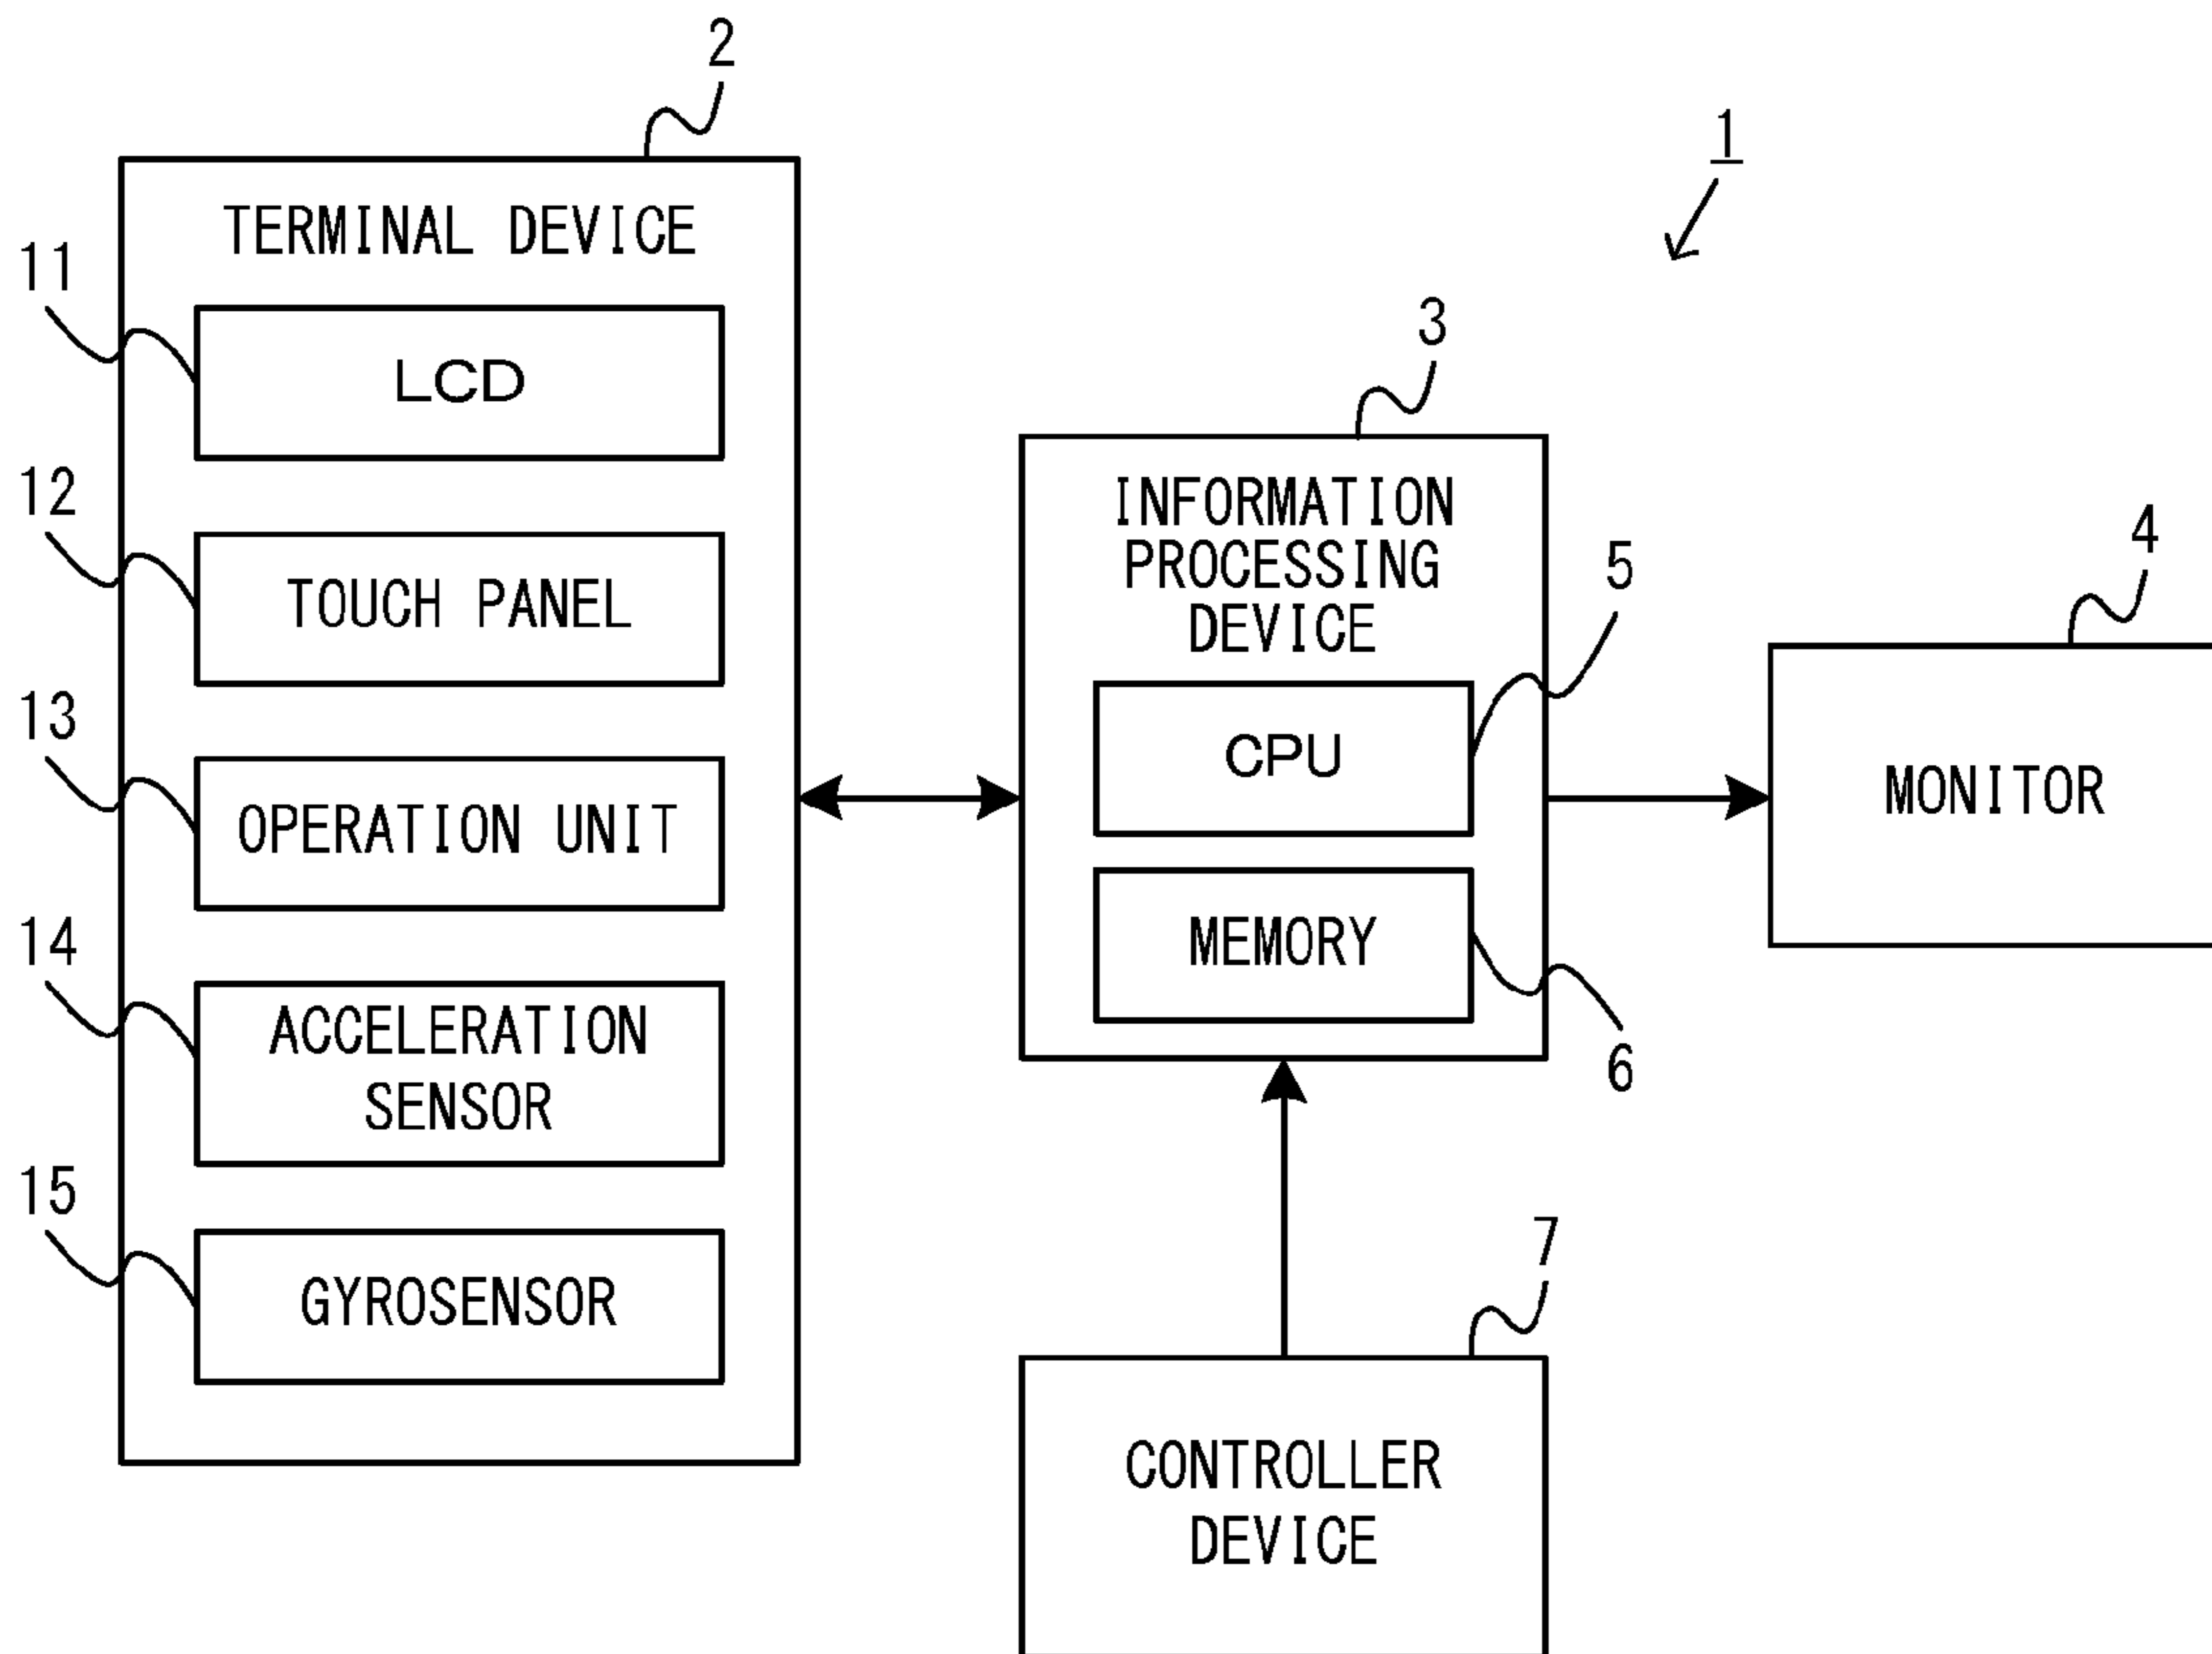 2
1
TERMINAL DEVICE
11
LCD
3
12
TOUCH PANEL
INFORMATION
PROCESSING
DEVICE
5
4
13
OPERATION UNIT
CPU
MONITOR
14
ACCELERATION
SENSOR
MEMORY
6
15
GYROSENSOR
7
CONTROLLER
DEVICE